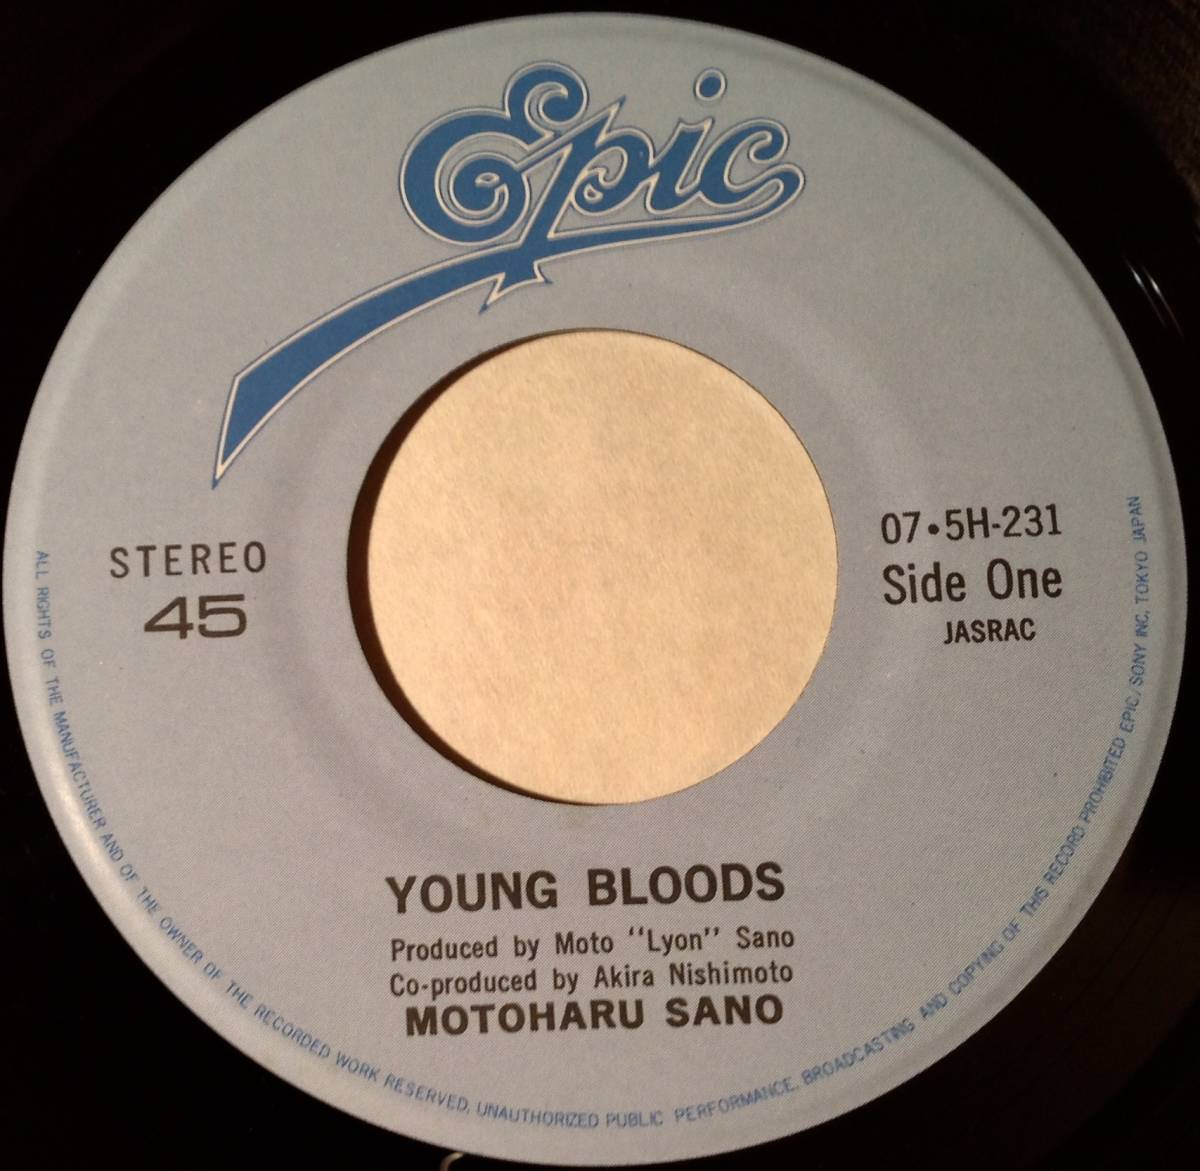 Epic
STEREO
45
07•5H-231
Side One
JASRAC
YOUNG BLOODS
Produced by Moto "Lyon" Sano
Co-produced by Akira Nishimoto
MOTOHARU SANO
ALL RIGHTS OF THE MANUFACTURER AND OF THE OWNER OF THE RECORDED WORK RESERVED, UNAUTHORIZED PUBLIC PERFORMANCE, BROADCASTING AND COPYING OF THIS RECORD PROHIBITED EPIC/SONY INC, TOKYO JAPAN